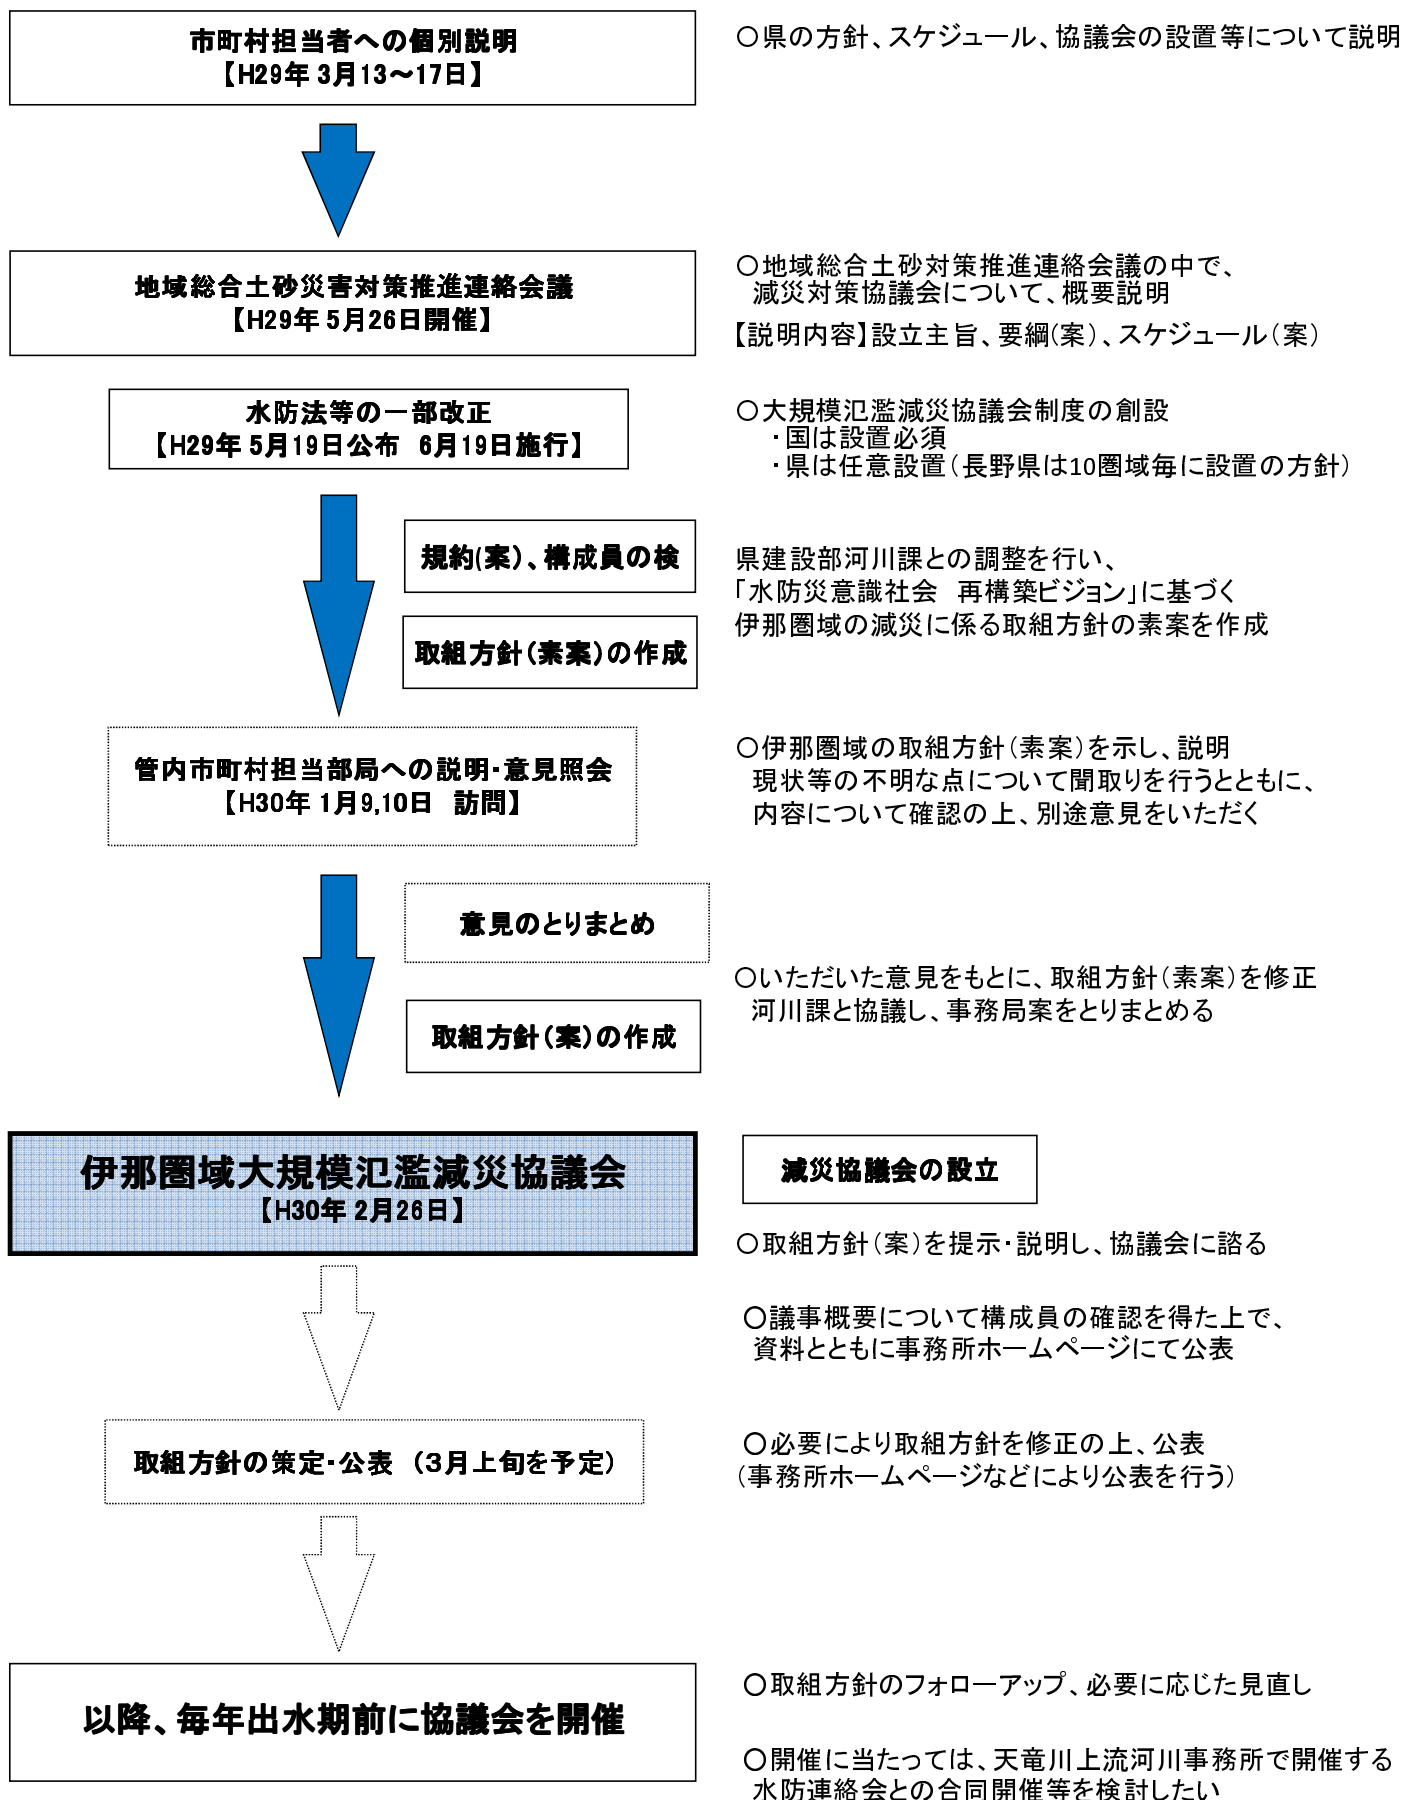 市町村担当者への個別説明
【H29年 3月13～17日】
○県の方針、スケジュール、協議会の設置等について説明
地域総合土砂災害対策推進連絡会議
【H29年 5月26日開催】
○地域総合土砂対策推進連絡会議の中で、
減災対策協議会について、概要説明
【説明内容】設立主旨、要綱(案)、スケジュール(案)
水防法等の一部改正
【H29年 5月19日公布　6月19日施行】
○大規模氾濫減災協議会制度の創設
・国は設置必須
・県は任意設置(長野県は10圏域毎に設置の方針)
規約(案)、構成員の検
取組方針(素案)の作成
県建設部河川課との調整を行い、
「水防災意識社会　再構築ビジョン」に基づく
伊那圏域の減災に係る取組方針の素案を作成
管内市町村担当部局への説明・意見照会
【H30年 1月9,10日　訪問】
○伊那圏域の取組方針(素案)を示し、説明
現状等の不明な点について聞取りを行うとともに、
内容について確認の上、別途意見をいただく
意見のとりまとめ
取組方針(案)の作成
○いただいた意見をもとに、取組方針(素案)を修正
河川課と協議し、事務局案をとりまとめる
伊那圏域大規模氾濫減災協議会
【H30年 2月26日】
減災協議会の設立
○取組方針(案)を提示・説明し、協議会に諮る
○議事概要について構成員の確認を得た上で、
資料とともに事務所ホームページにて公表
取組方針の策定・公表　(3月上旬を予定)
○必要により取組方針を修正の上、公表
(事務所ホームページなどにより公表を行う)
以降、毎年出水期前に協議会を開催
○取組方針のフォローアップ、必要に応じた見直し
○開催に当たっては、天竜川上流河川事務所で開催する
水防連絡会との合同開催等を検討したい